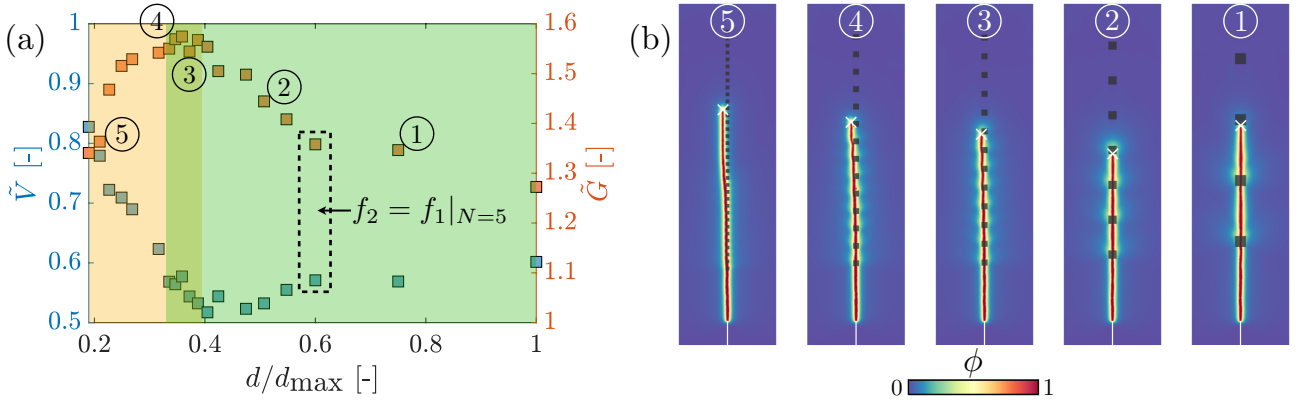 (a)
1
0.9
0.8
0.7
0.6
0.5
Ṽ [-]
④
③
②
①
⑤
f₂ = f₁|_{N=5}
1.6
1.5
1.4
1.3
1.2
1.1
1
G̃ [-]
0.2 0.4 0.6 0.8 1
d/d_max [-]
(b)
⑤ ④ ③ ② ①
ϕ
0 1